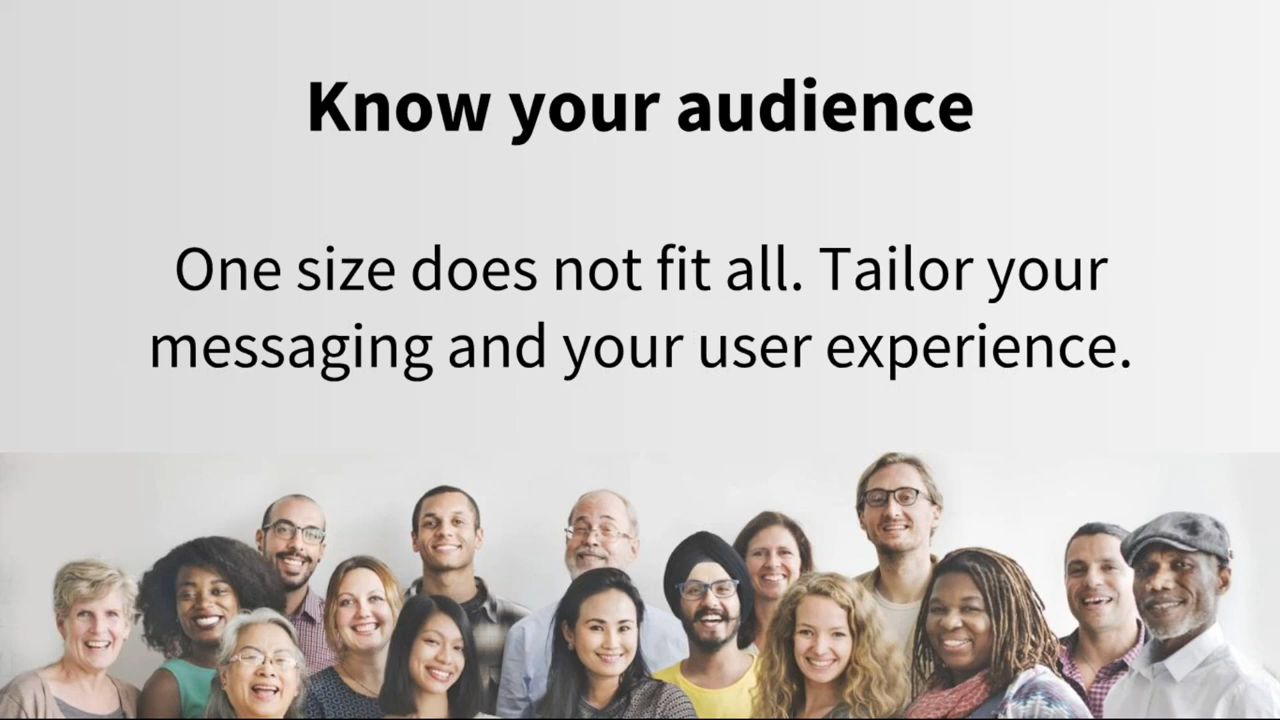 Know your audience
One size does not fit all. Tailor your
messaging and your user experience.